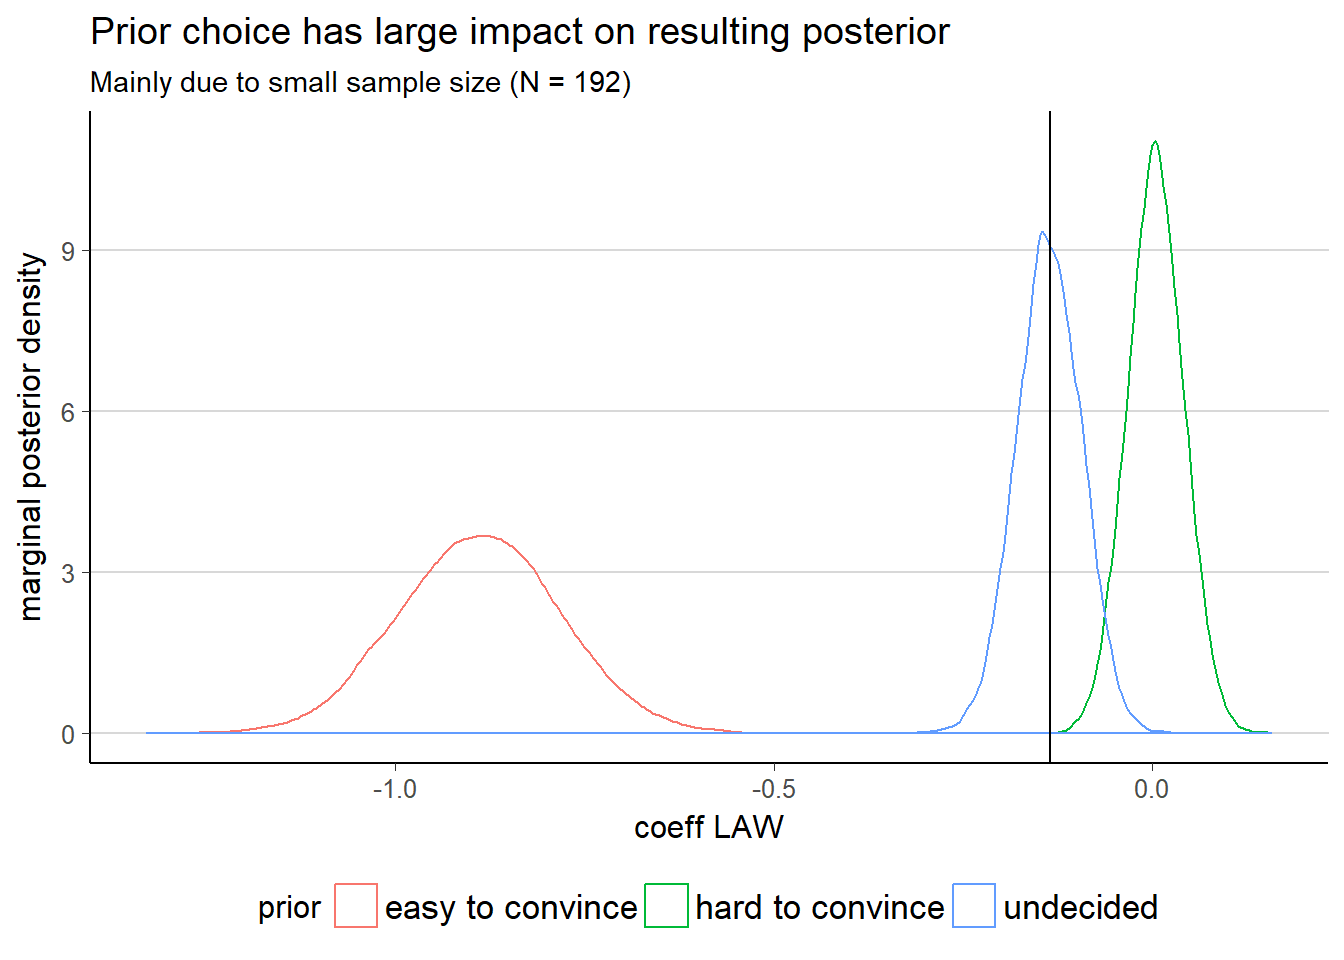 Prior choice has large impact on resulting posterior
Mainly due to small sample size (N = 192)
marginal posterior density
9
6
3
0
-1.0 -0.5 0.0
coeff LAW
prior easy to convince hard to convince undecided